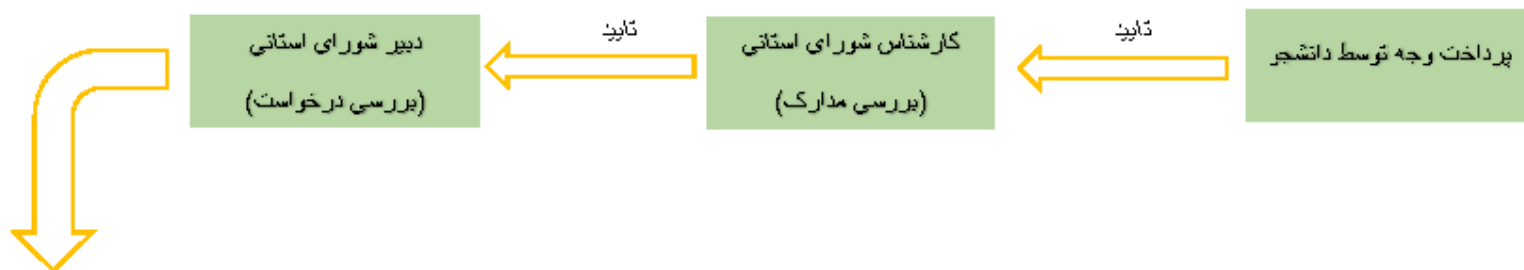 پرداخت وجه توسط دانشجو
تایید
کارشناس شورای استانی
(بررسی مدارک)
تایید
دبیر شورای استانی
(بررسی درخواست)